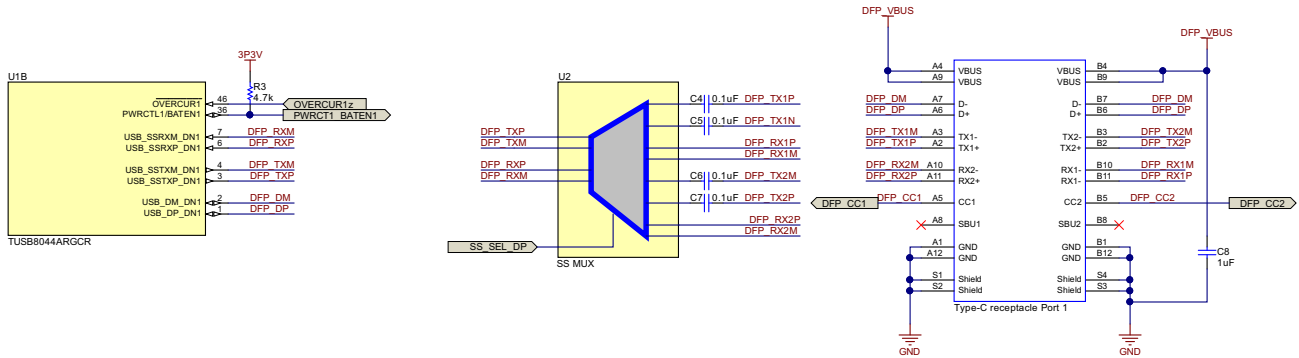 U1B
3P3V
R3
4.7k
OVERCUR1
46
OVERCUR1z
PWRCTL1/BATEN1
36
PWRCT1_BATEN1
USB_SSRXM_DN1
7
DFP_RXM
USB_SSRXP_DN1
6
DFP_RXP
USB_SSTXM_DN1
4
DFP_TXM
USB_SSTXP_DN1
3
DFP_TXP
USB_DM_DN1
2
DFP_DM
USB_DP_DN1
1
DFP_DP
TUSB8044ARGCR
U2
DFP_TXP
DFP_TXM
DFP_RXP
DFP_RXM
SS_SEL_DP
C4 0.1uF DFP_TX1P
C5 0.1uF DFP_TX1N
DFP_RX1P
DFP_RX1M
C6 0.1uF DFP_TX2M
C7 0.1uF DFP_TX2P
DFP_RX2P
DFP_RX2M
SS MUX
DFP_VBUS
DFP_VBUS
A4 VBUS VBUS B4
A9 VBUS VBUS B9
DFP_DM A7 D- D- B7 DFP_DM
DFP_DP A6 D+ D+ B6 DFP_DP
DFP_TX1M A3 TX1- TX2- B3 DFP_TX2M
DFP_TX1P A2 TX1+ TX2+ B2 DFP_TX2P
DFP_RX2M A10 RX2- RX1- B10 DFP_RX1M
DFP_RX2P A11 RX2+ RX1- B11 DFP_RX1P
DFP_CC1 DFP_CC1 A5 CC1 CC2 B5 DFP_CC2 DFP_CC2
A8 SBU1 SBU2 B8
A1 GND GND B1
A12 GND GND B12
S1 Shield Shield S4
S2 Shield Shield S3
C8
1uF
Type-C receptacle Port 1
GND
GND